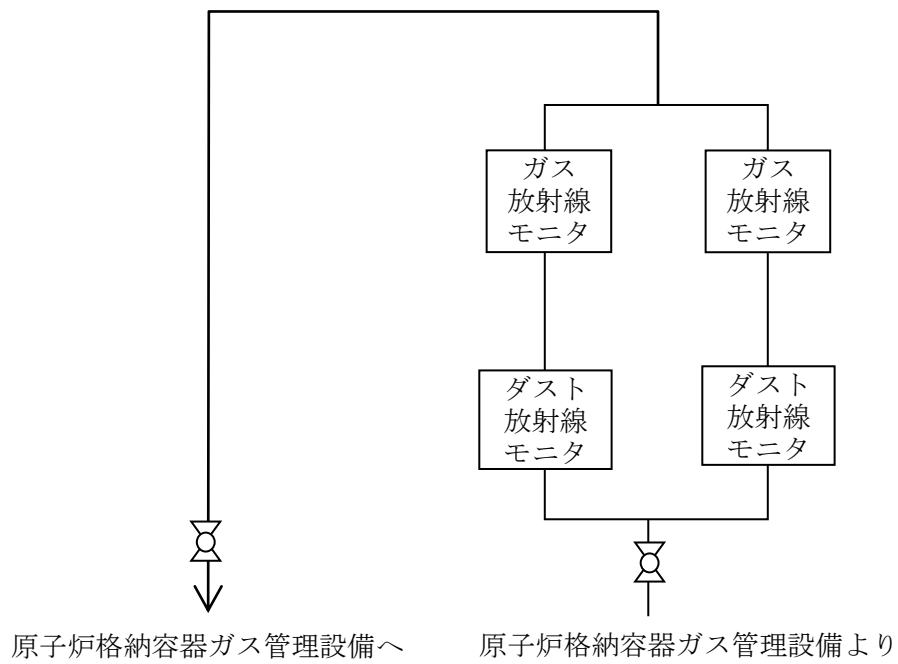 ガス
放射線
モニタ
ガス
放射線
モニタ
ダスト
放射線
モニタ
ダスト
放射線
モニタ
原子炉格納容器ガス管理設備へ
原子炉格納容器ガス管理設備より